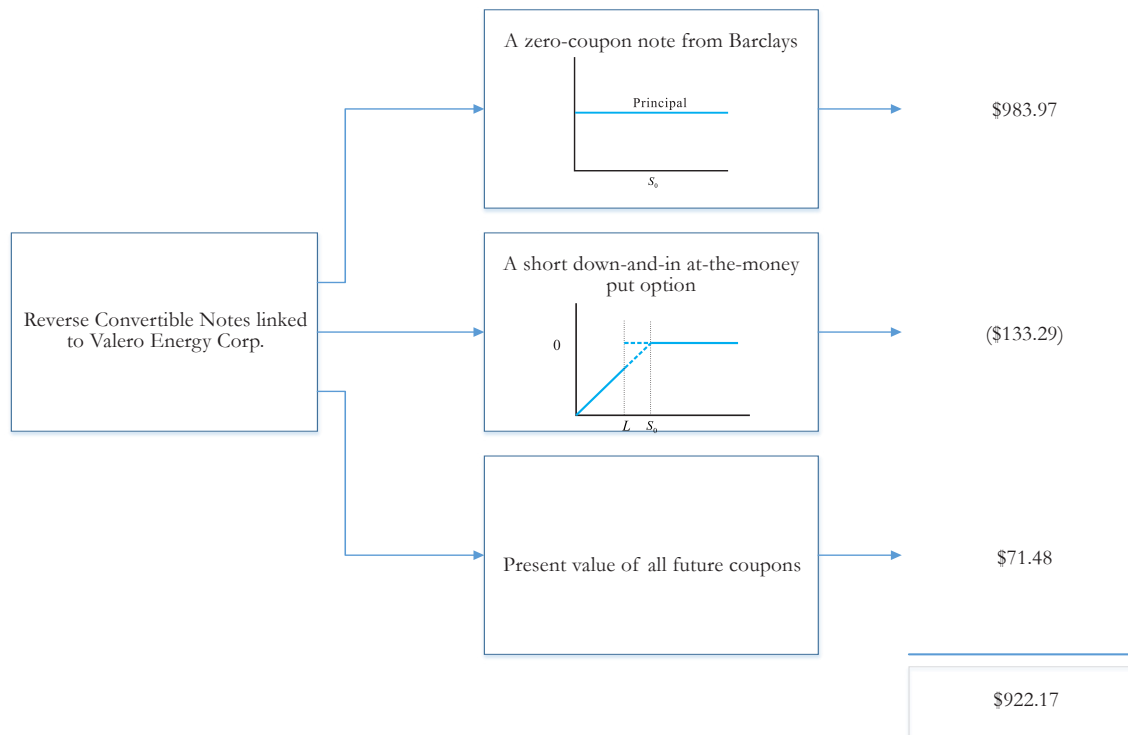 A zero-coupon note from Barclays
Principal
S₀
$983.97
Reverse Convertible Notes linked
to Valero Energy Corp.
A short down-and-in at-the-money
put option
0
L S₀
($133.29)
Present value of all future coupons
$71.48
$922.17